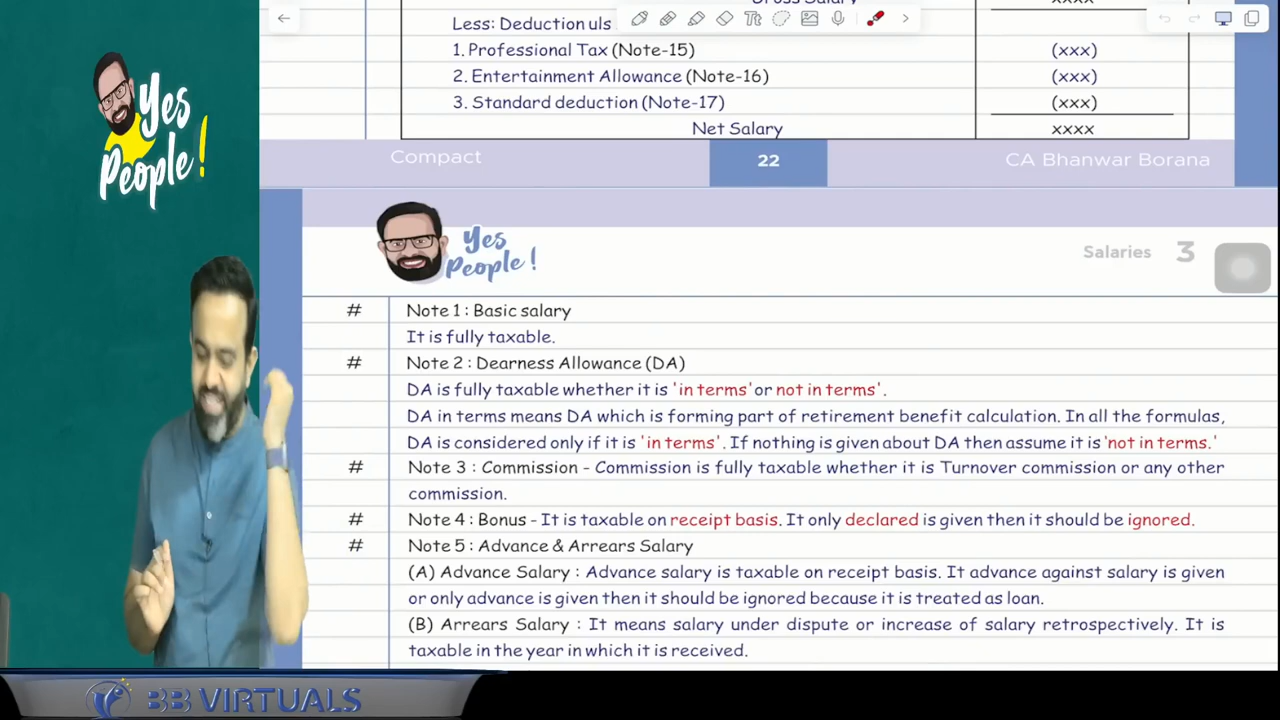 Gross Salary xxxx
Less: Deduction uls
1. Professional Tax (Note-15) (xxx)
2. Entertainment Allowance (Note-16) (xxx)
3. Standard deduction (Note-17) (xxx)
Net Salary xxxx
Compact 22 CA Bhanwar Borana
Yes
People!
Yes
People!
Salaries 3
# Note 1 : Basic salary
It is fully taxable.
# Note 2 : Dearness Allowance (DA)
DA is fully taxable whether it is 'in terms' or not in terms'.
DA in terms means DA which is forming part of retirement benefit calculation. In all the formulas,
DA is considered only if it is 'in terms'. If nothing is given about DA then assume it is 'not in terms.'
# Note 3 : Commission - Commission is fully taxable whether it is Turnover commission or any other
commission.
# Note 4 : Bonus - It is taxable on receipt basis. It only declared is given then it should be ignored.
# Note 5 : Advance & Arrears Salary
(A) Advance Salary : Advance salary is taxable on receipt basis. It advance against salary is given
or only advance is given then it should be ignored because it is treated as loan.
(B) Arrears Salary : It means salary under dispute or increase of salary retrospectively. It is
taxable in the year in which it is received.
BB VIRTUALS